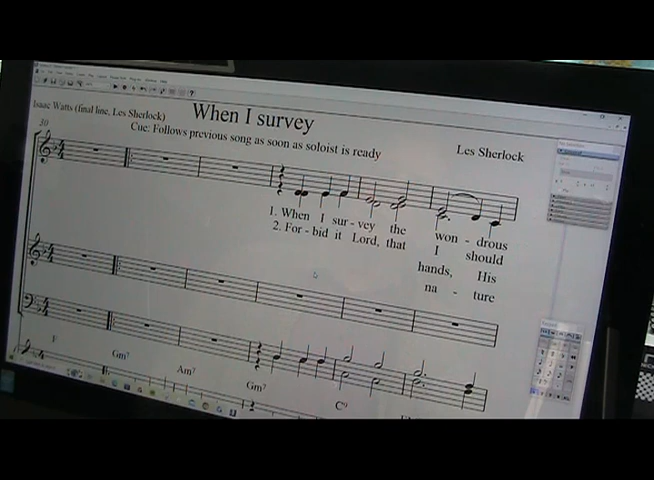 When I survey
Isaac Watts (final line, Les Sherlock)
Cue: Follows previous song as soon as soloist is ready
Les Sherlock
30
1. When I sur - vey the won - drous
2. For - bid it Lord, that I should
hands, His
na - ture
F Gm7 Am7 Gm7 C9